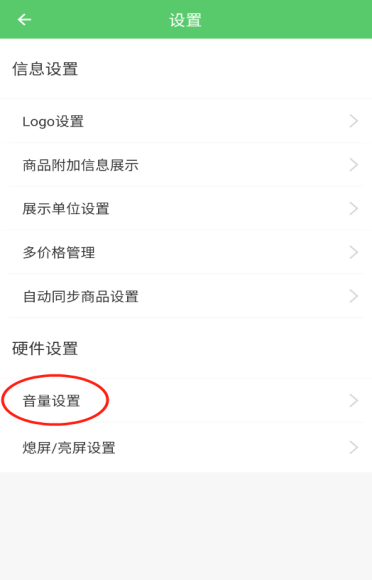 设置
信息设置
Logo设置
商品附加信息展示
展示单位设置
多价格管理
自动同步商品设置
硬件设置
音量设置
熄屏/亮屏设置